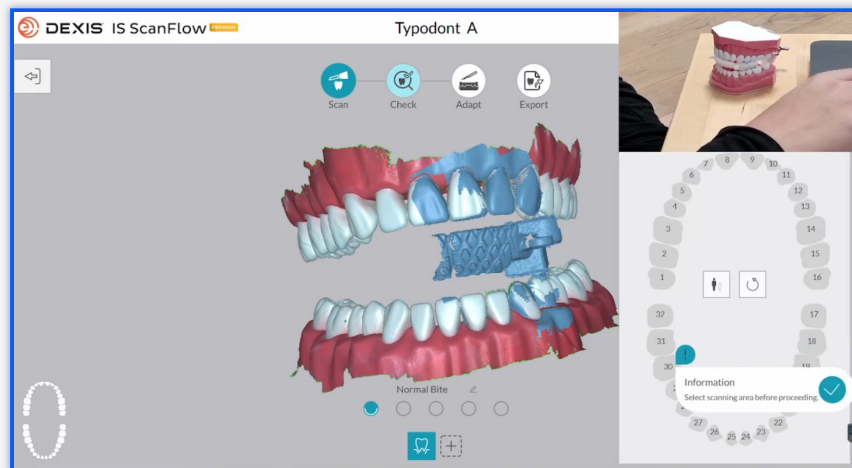 DEXIS IS ScanFlow PREMIUM
Typodont A
Scan
Check
Adapt
Export
Normal Bite
7 8 9 10
6 11
5 12
4 13
3 14
2 15
1 16
32 17
31 18
30 19
!
Information
Select scanning area before proceeding.
27 26 25 24 23 22